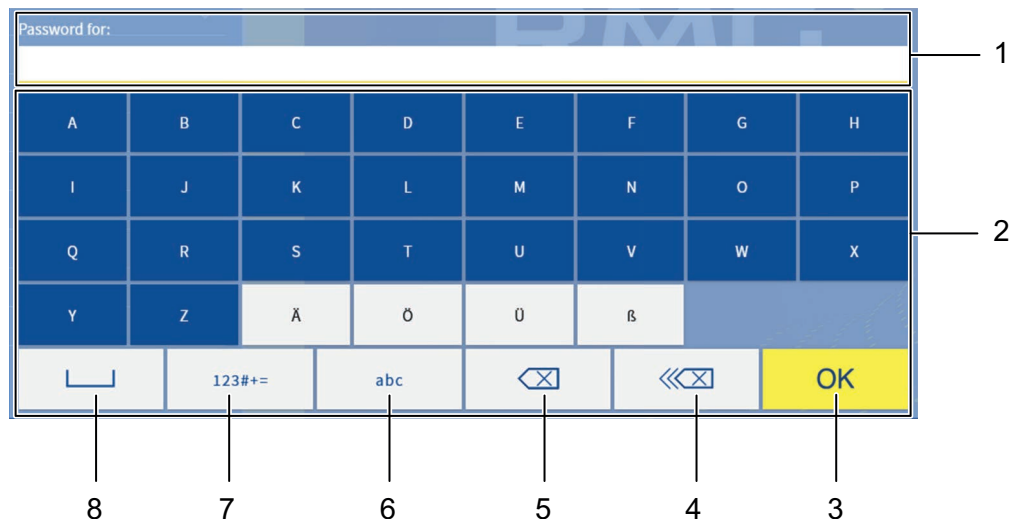 Password for:
1
A B C D E F G H
I J K L M N O P
2
Q R S T U V W X
Y Z Ä Ö Ü ß
123#+= abc OK
8 7 6 5 4 3